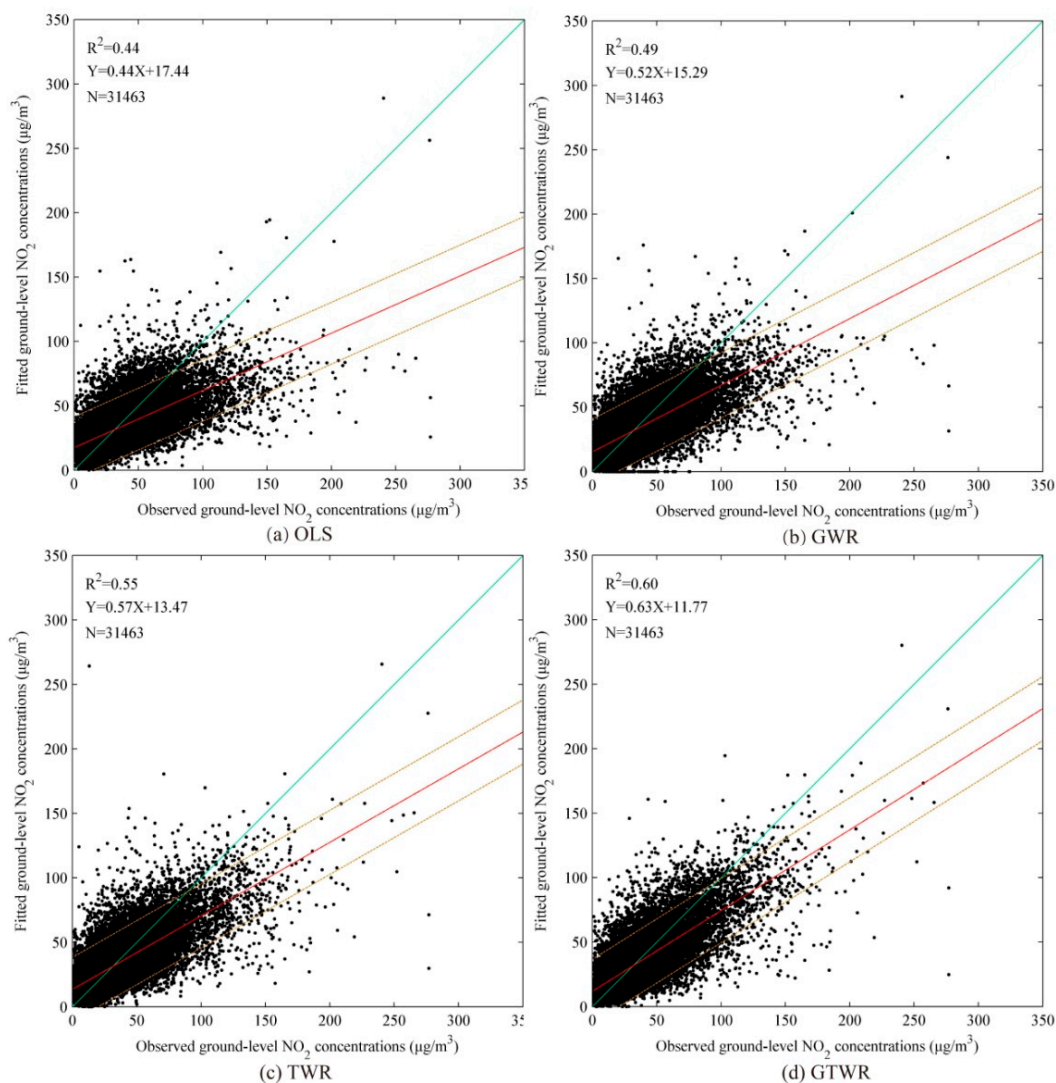 350
300
250
200
150
100
50
0
Fitted ground-level NO₂ concentrations (μg/m³)
R²=0.44
Y=0.44X+17.44
N=31463
0 50 100 150 200 250 300 35
Observed ground-level NO₂ concentrations (μg/m³)
(a) OLS
350
300
250
200
150
100
50
0
Fitted ground-level NO₂ concentrations (μg/m³)
R²=0.49
Y=0.52X+15.29
N=31463
0 50 100 150 200 250 300 350
Observed ground-level NO₂ concentrations (μg/m³)
(b) GWR
350
300
250
200
150
100
50
0
Fitted ground-level NO₂ concentrations (μg/m³)
R²=0.55
Y=0.57X+13.47
N=31463
0 50 100 150 200 250 300 35
Observed ground-level NO₂ concentrations (μg/m³)
(c) TWR
350
300
250
200
150
100
50
0
Fitted ground-level NO₂ concentrations (μg/m³)
R²=0.60
Y=0.63X+11.77
N=31463
0 50 100 150 200 250 300 350
Observed ground-level NO₂ concentrations (μg/m³)
(d) GTWR